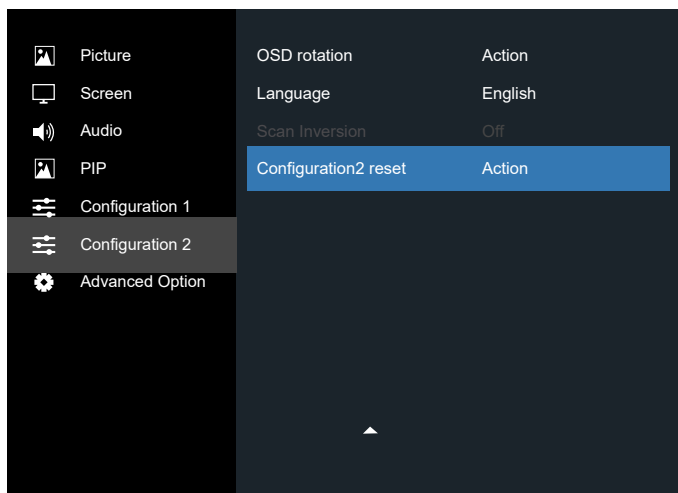 Picture
Screen
Audio
PIP
Configuration 1
Configuration 2
Advanced Option
OSD rotation Action
Language English
Scan Inversion Off
Configuration2 reset Action